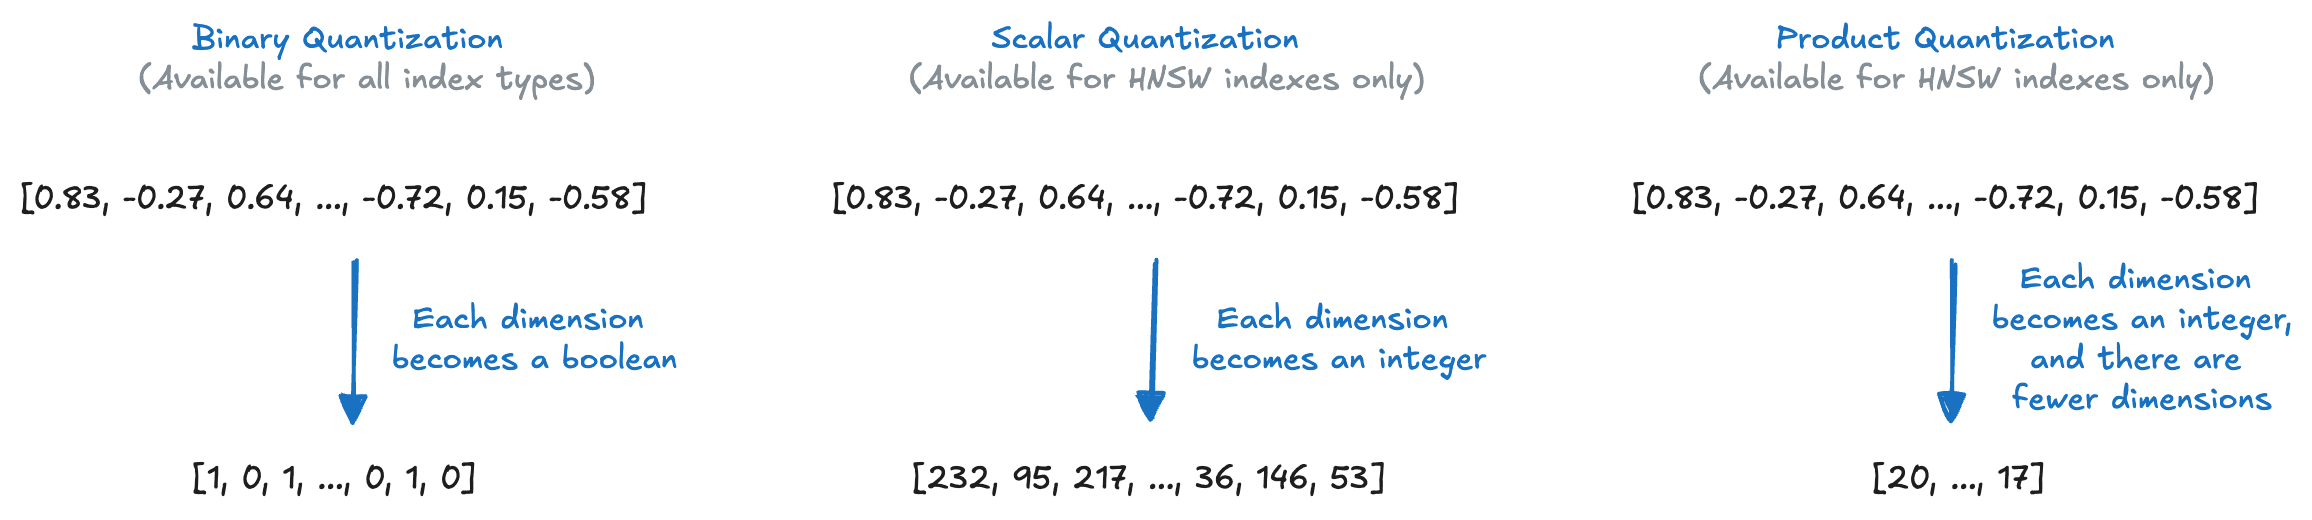 Binary Quantization
(Available for all index types)
[0.83, -0.27, 0.64, ..., -0.72, 0.15, -0.58]
Each dimension
becomes a boolean
[1, 0, 1, ..., 0, 1, 0]
Scalar Quantization
(Available for HNSW indexes only)
[0.83, -0.27, 0.64, ..., -0.72, 0.15, -0.58]
Each dimension
becomes an integer
[232, 95, 217, ..., 36, 146, 53]
Product Quantization
(Available for HNSW indexes only)
[0.83, -0.27, 0.64, ..., -0.72, 0.15, -0.58]
Each dimension
becomes an integer,
and there are
fewer dimensions
[20, ..., 17]